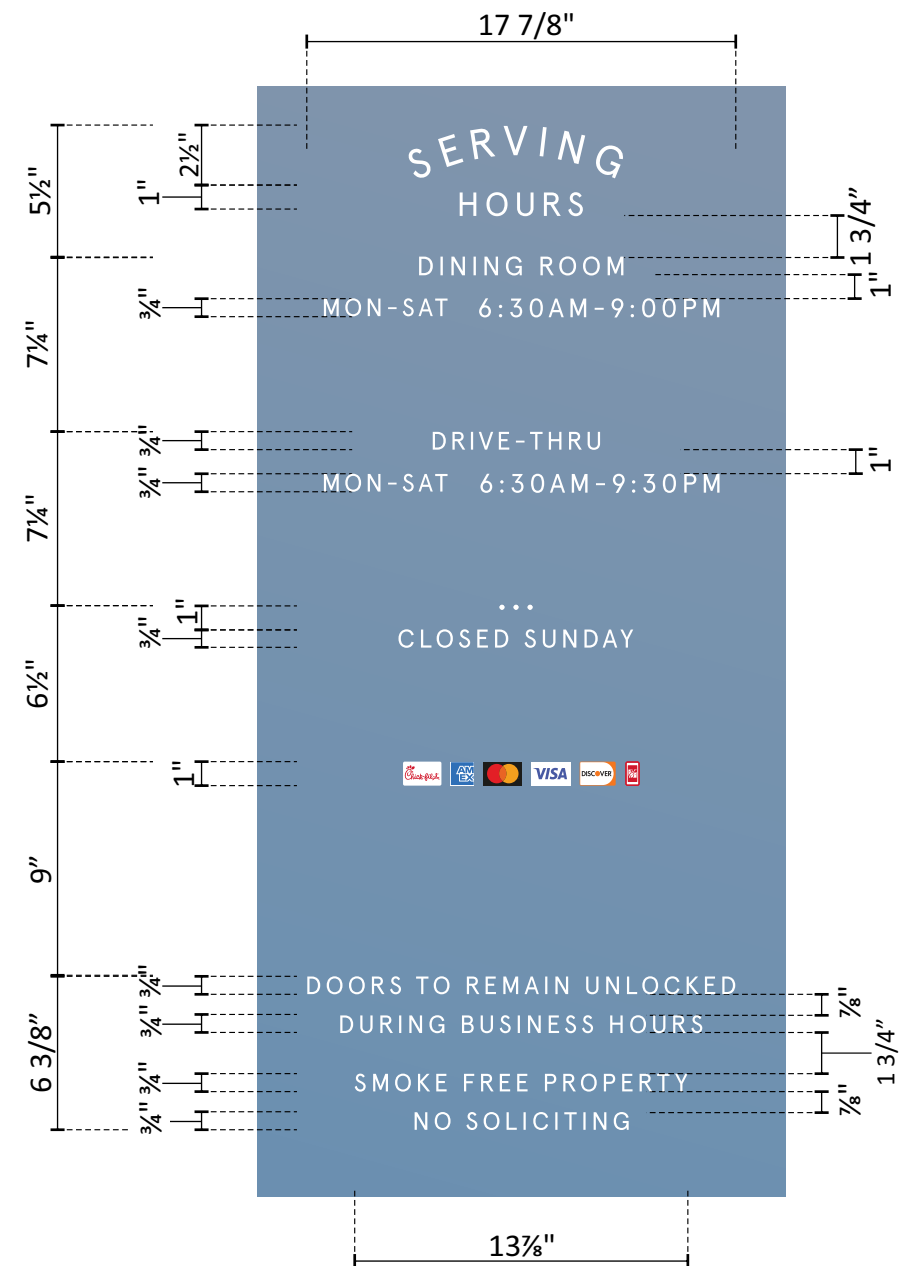 17 7/8"
SERVING
2½"
5½"
1"
HOURS
1 3/4”
DINING ROOM
1"
¾"
MON-SAT 6:30AM-9:00PM
7¼"
¾"
DRIVE-THRU
1"
¾"
MON-SAT 6:30AM-9:30PM
7¼"
...
1"
¾"
CLOSED SUNDAY
6½"
1"
Chick-fil-A AM EX VISA DISCOVER
9”
¾"
DOORS TO REMAIN UNLOCKED
⅞"
¾"
DURING BUSINESS HOURS
6 3/8”
1 3/4”
¾"
SMOKE FREE PROPERTY
⅞"
¾"
NO SOLICITING
13⅞"